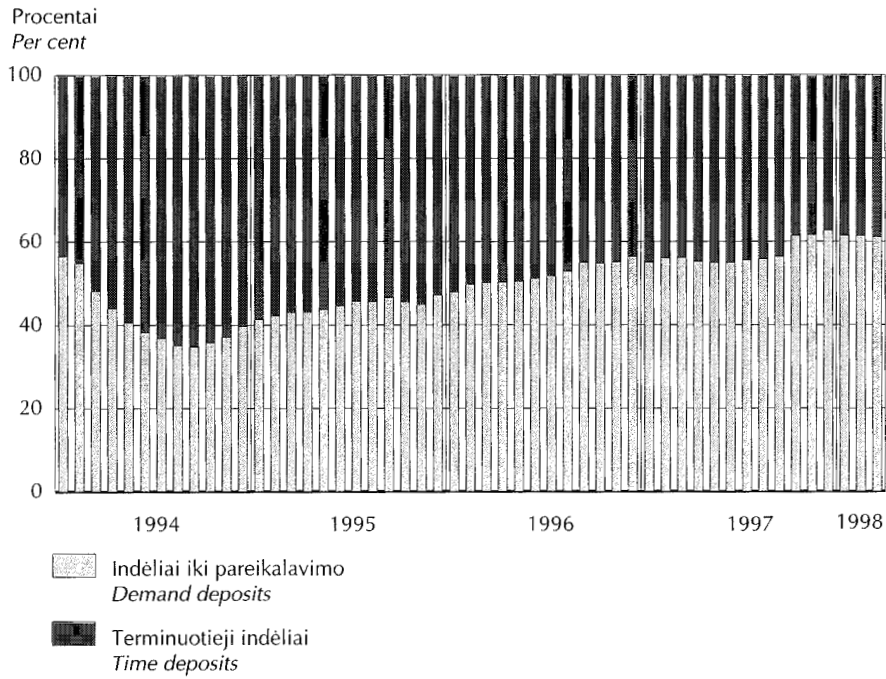 Procentai
Per cent
100
80
60
40
20
0
1994 1995 1996 1997 1998
Indėliai iki pareikalavimo
Demand deposits
Terminuotieji indėliai
Time deposits